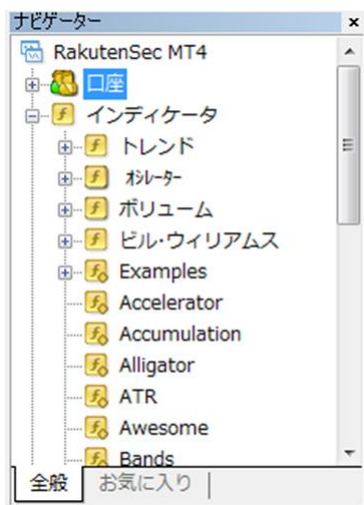 ナビゲーター
RakutenSec MT4
口座
インディケータ
トレンド
オシレーター
ボリューム
ビル・ウィリアムス
Examples
Accelerator
Accumulation
Alligator
ATR
Awesome
Bands
全般 お気に入り